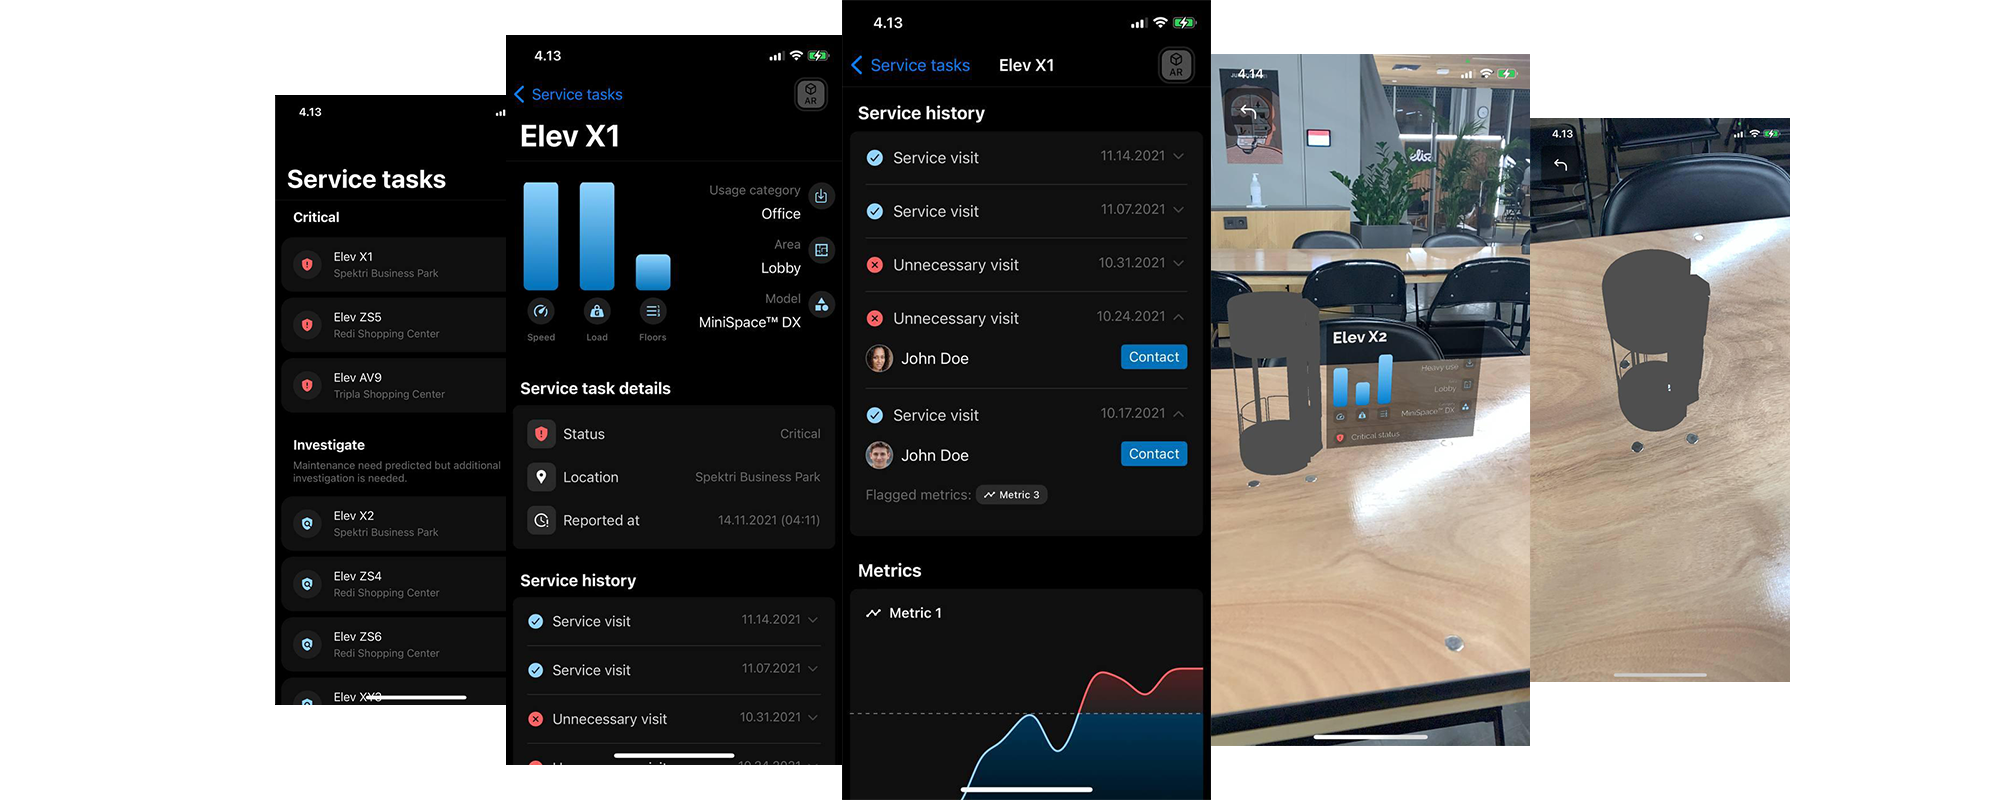 4.13
Service tasks
Critical
Elev X1
Spektri Business Park
Elev ZS5
Redi Shopping Center
Elev AV9
Tripla Shopping Center
Investigate
Maintenance need predicted but additional
investigation is needed.
Elev X2
Spektri Business Park
Elev ZS4
Redi Shopping Center
Elev ZS6
Redi Shopping Center
4.13
Service tasks
AR
Elev X1
Usage category
Office
Area
Lobby
Model
MiniSpace™ DX
Speed
Load
Floors
Service task details
Status
Critical
Location
Spektri Business Park
Reported at
14.11.2021 (04:11)
Service history
Service visit
11.14.2021
Service visit
11.07.2021
Unnecessary visit
10.31.2021
4.13
Service tasks
Elev X1
AR
Service history
Service visit
11.14.2021
Service visit
11.07.2021
Unnecessary visit
10.31.2021
Unnecessary visit
10.24.2021
John Doe
Contact
Service visit
10.17.2021
John Doe
Contact
Flagged metrics:
Metric 3
Metrics
Metric 1
4.14
elisa
Elev X2
Heavy use
Lobby
MiniSpace™ DX
Critical status
4.13